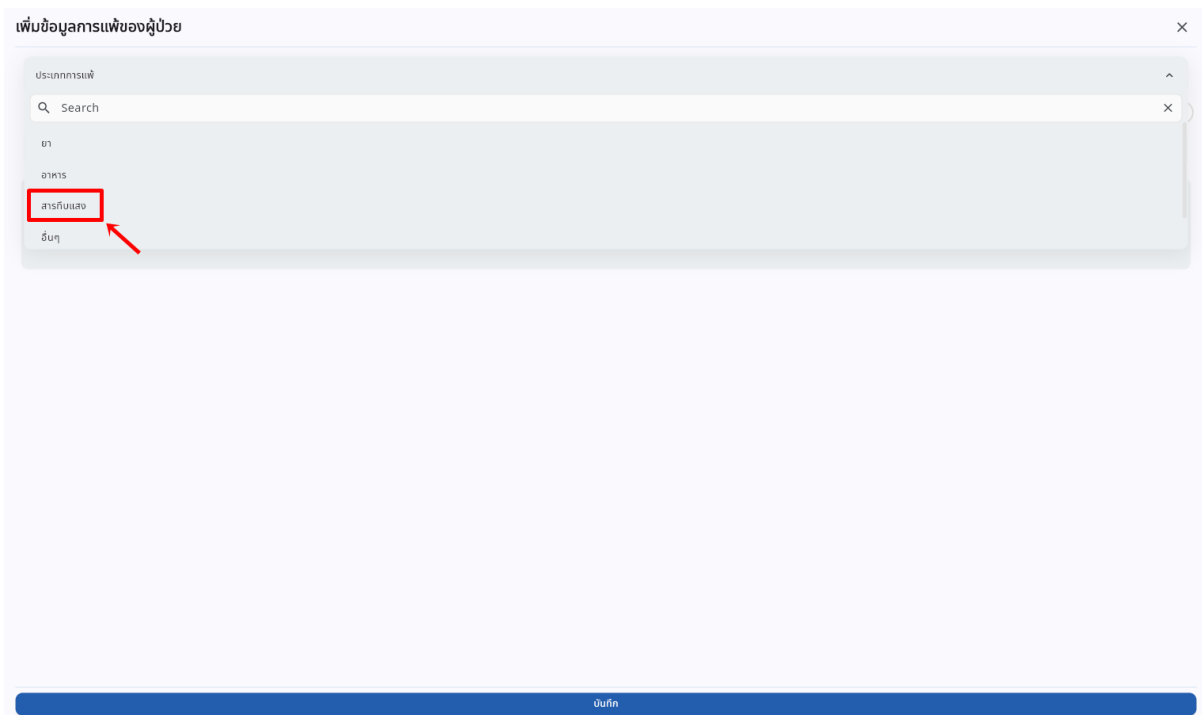 เพิ่มข้อมูลการแพ้ของผู้ป่วย
ประเภทการแพ้
Search
ยา
อาหาร
สารทึบแสง
อื่นๆ
บันทึก